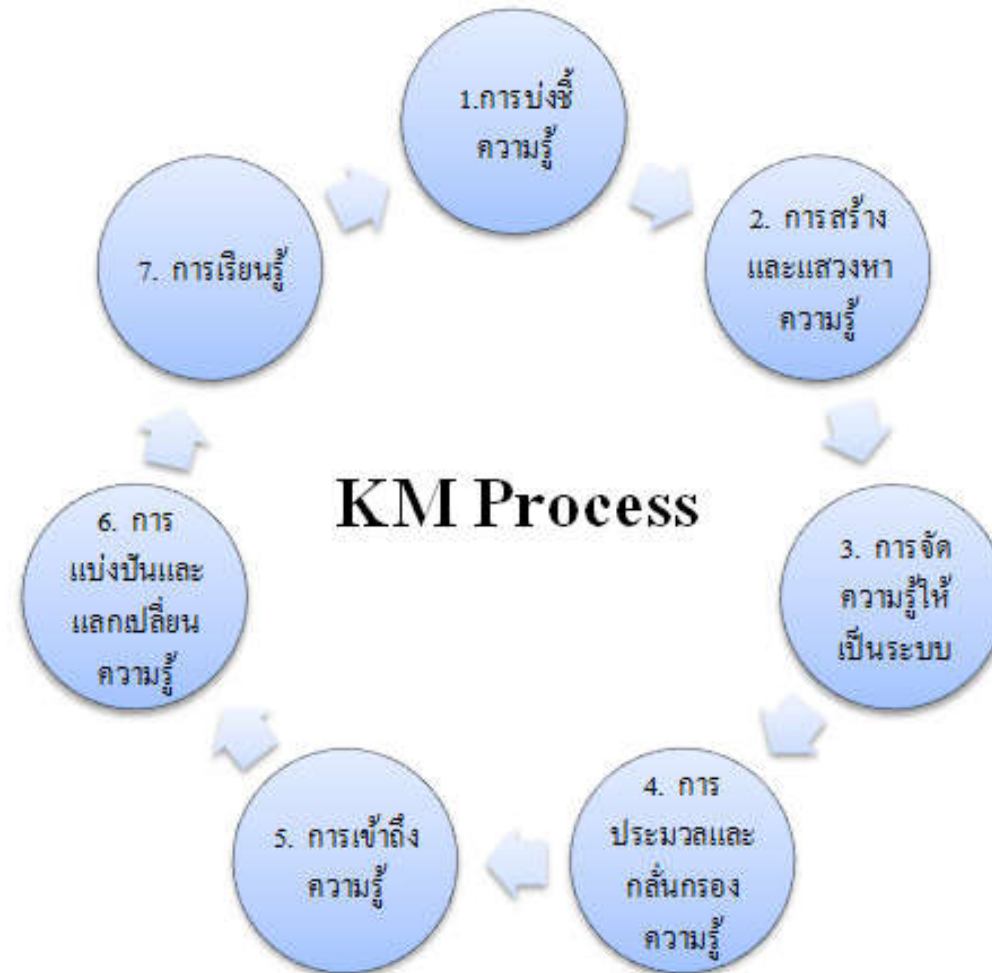 1.การบ่งชี้
ความรู้
2. การสร้าง
และแสวงหา
ความรู้
3. การจัด
ความรู้ให้
เป็นระบบ
4. การ
ประมวลและ
กลั่นกรอง
ความรู้
5. การเข้าถึง
ความรู้
6. การ
แบ่งปันและ
แลกเปลี่ยน
ความรู้
7. การเรียนรู้
KM Process